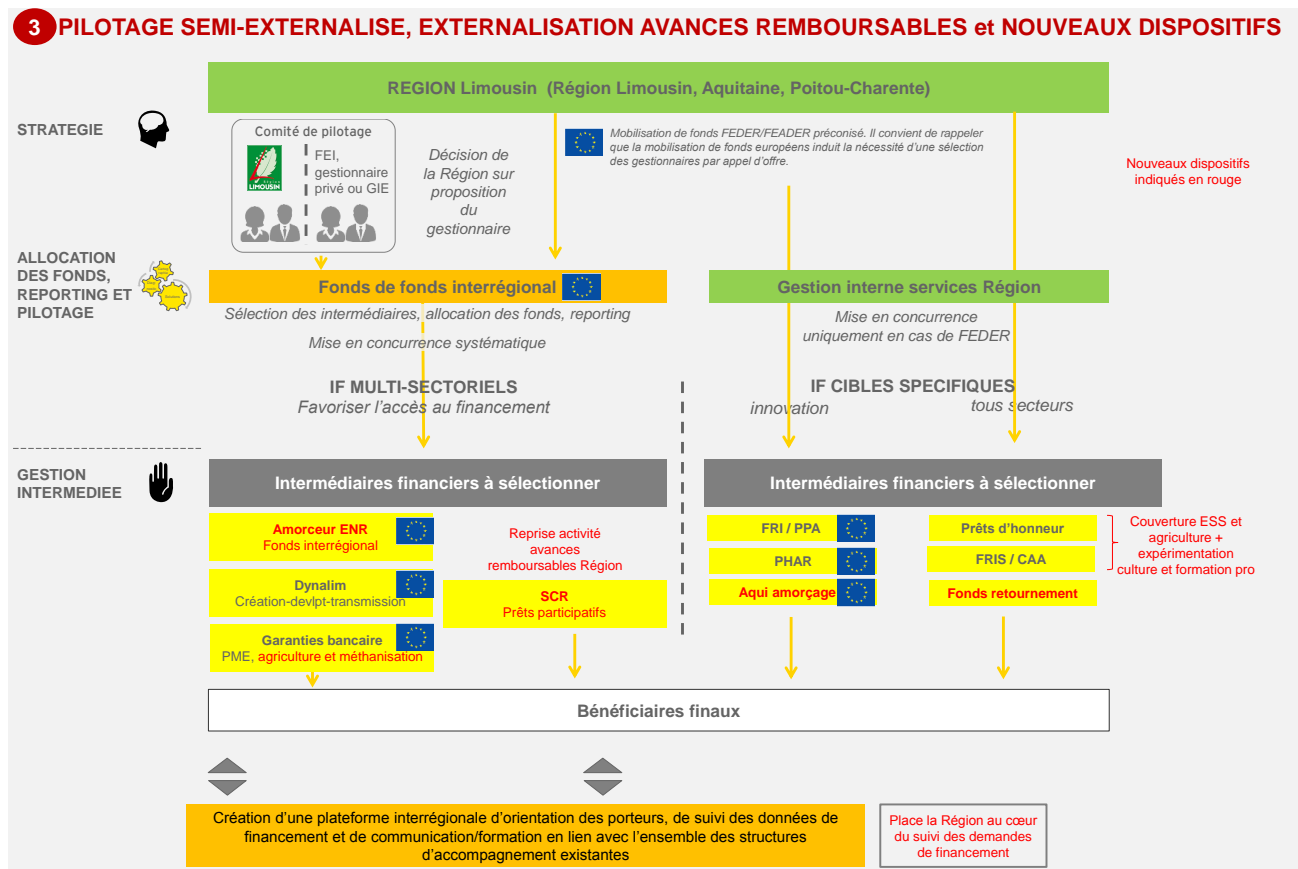 3 PILOTAGE SEMI-EXTERNALISE, EXTERNALISATION AVANCES REMBOURSABLES et NOUVEAUX DISPOSITIFS
REGION Limousin (Région Limousin, Aquitaine, Poitou-Charente)
STRATEGIE
Comité de pilotage
LIMOUSIN
FEI,
gestionnaire
privé ou GIE
Décision de
la Région sur
proposition
du
gestionnaire
Mobilisation de fonds FEDER/FEADER préconisé. Il convient de rappeler
que la mobilisation de fonds européens induit la nécessité d'une sélection
des gestionnaires par appel d'offre.
Nouveaux dispositifs
indiqués en rouge
ALLOCATION
DES FONDS,
REPORTING ET
PILOTAGE
Fonds de fonds interrégional
Sélection des intermédiaires, allocation des fonds, reporting
Mise en concurrence systématique
Gestion interne services Région
Mise en concurrence
uniquement en cas de FEDER
IF MULTI-SECTORIELS
Favoriser l'accès au financement
IF CIBLES SPECIFIQUES
innovation
tous secteurs
GESTION
INTERMEDIEE
Intermédiaires financiers à sélectionner
Intermédiaires financiers à sélectionner
Amorceur ENR
Fonds interrégional
Dynalim
Création-devlpt-transmission
Garanties bancaire
PME, agriculture et méthanisation
Reprise activité
avances
remboursables Région
SCR
Prêts participatifs
FRI / PPA
PHAR
Aqui amorçage
Prêts d'honneur
FRIS / CAA
Fonds retournement
Couverture ESS et
agriculture +
expérimentation
culture et formation pro
Bénéficiaires finaux
Création d'une plateforme interrégionale d'orientation des porteurs, de suivi des données de
financement et de communication/formation en lien avec l'ensemble des structures
d'accompagnement existantes
Place la Région au cœur
du suivi des demandes
de financement